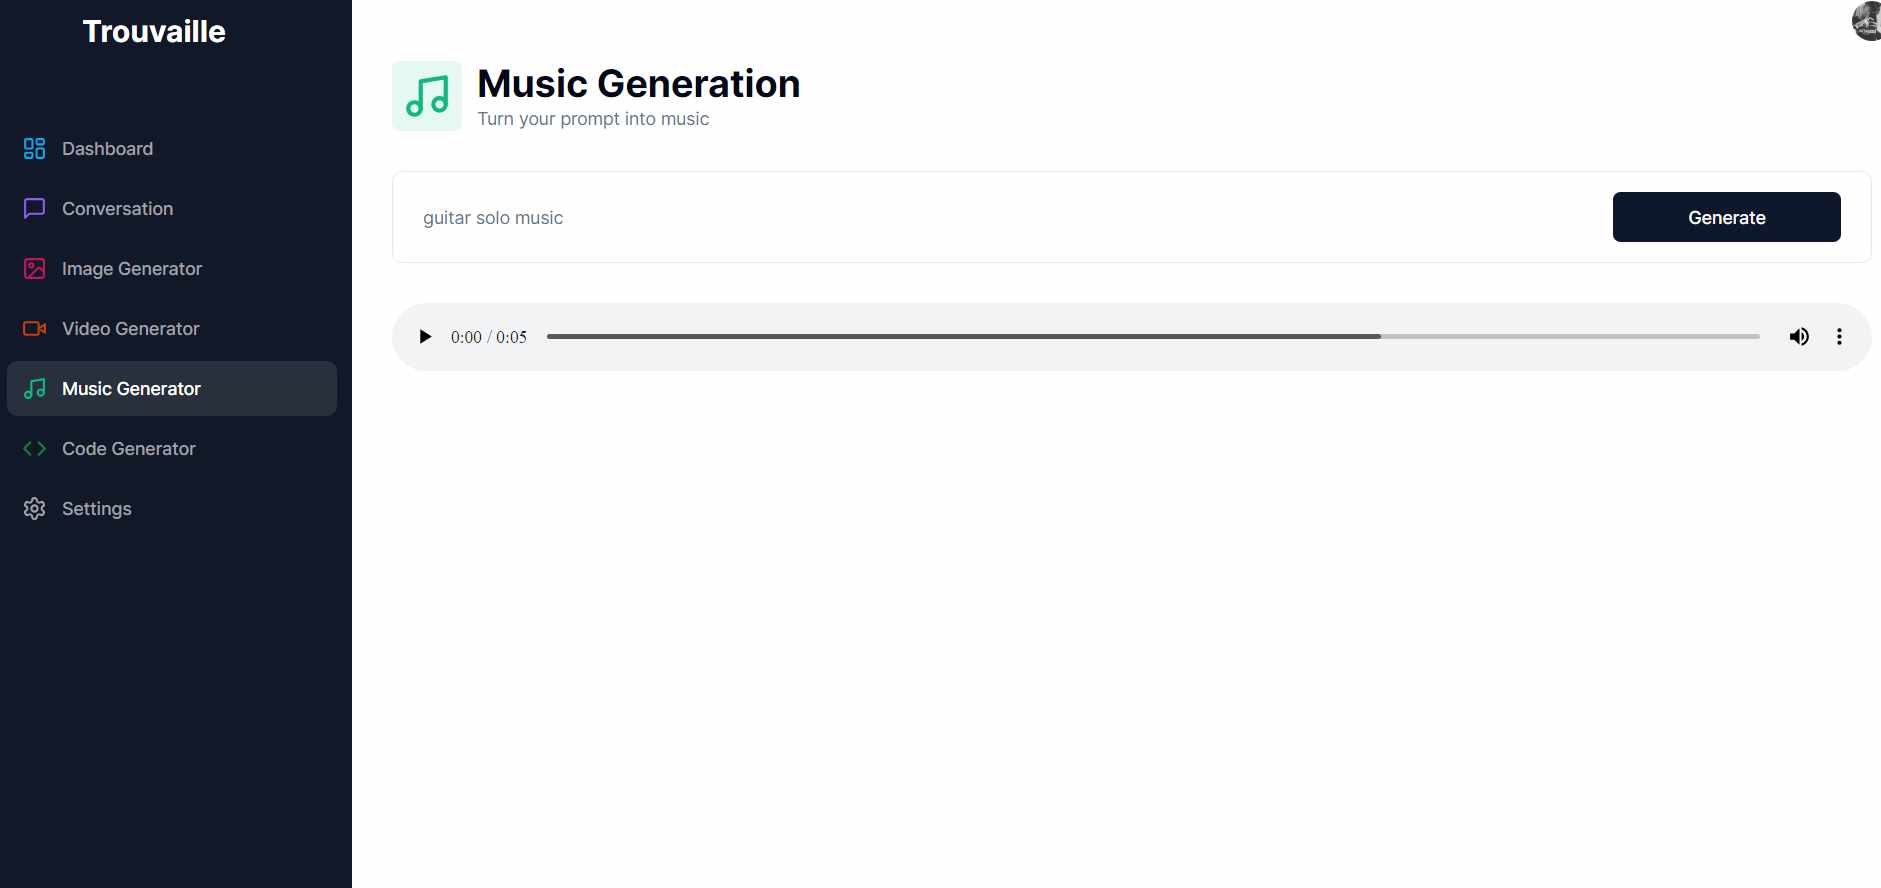 Trouvaille
Dashboard
Conversation
Image Generator
Video Generator
Music Generator
Code Generator
Settings
Music Generation
Turn your prompt into music
guitar solo music
Generate
0:00 / 0:05